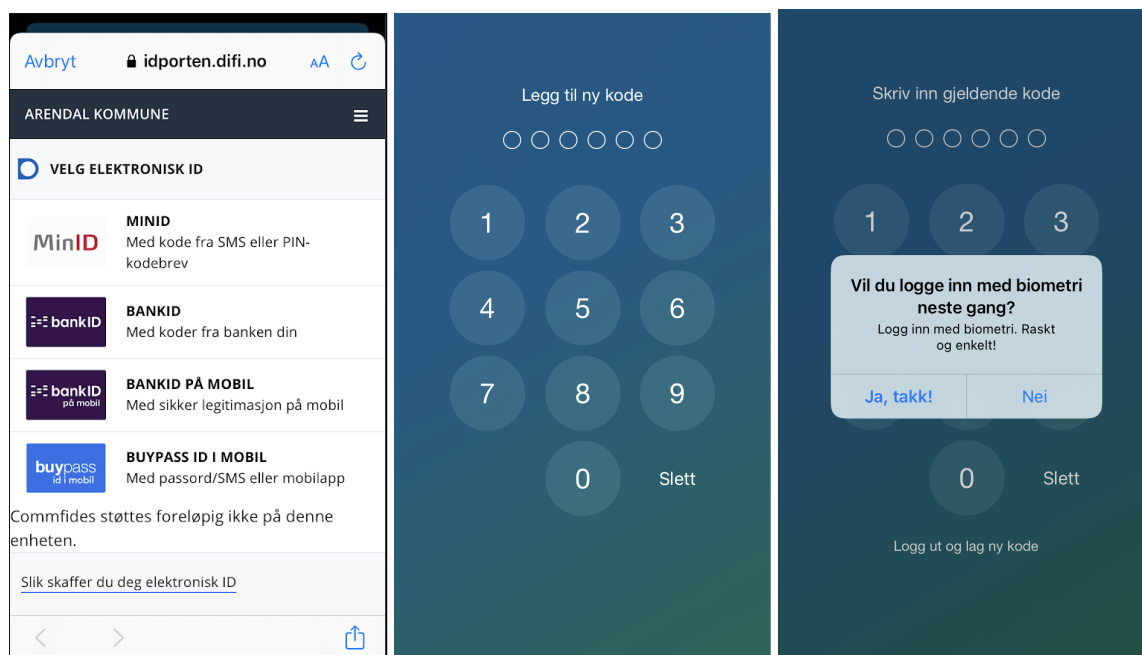 Avbryt
idporten.difi.no
AA
ARENDAL KOMMUNE
VELG ELEKTRONISK ID
MinID
MINID
Med kode fra SMS eller PIN-
kodebrev
bankID
BANKID
Med koder fra banken din
bankID
på mobil
BANKID PÅ MOBIL
Med sikker legitimasjon på mobil
buypass
id i mobil
BUYPASS ID I MOBIL
Med passord/SMS eller mobilapp
Commfides støttes foreløpig ikke på denne
enheten.
Slik skaffer du deg elektronisk ID
Legg til ny kode
1 2 3
4 5 6
7 8 9
0 Slett
Skriv inn gjeldende kode
1 2 3
Vil du logge inn med biometri
neste gang?
Logg inn med biometri. Raskt
og enkelt!
Ja, takk! Nei
0 Slett
Logg ut og lag ny kode